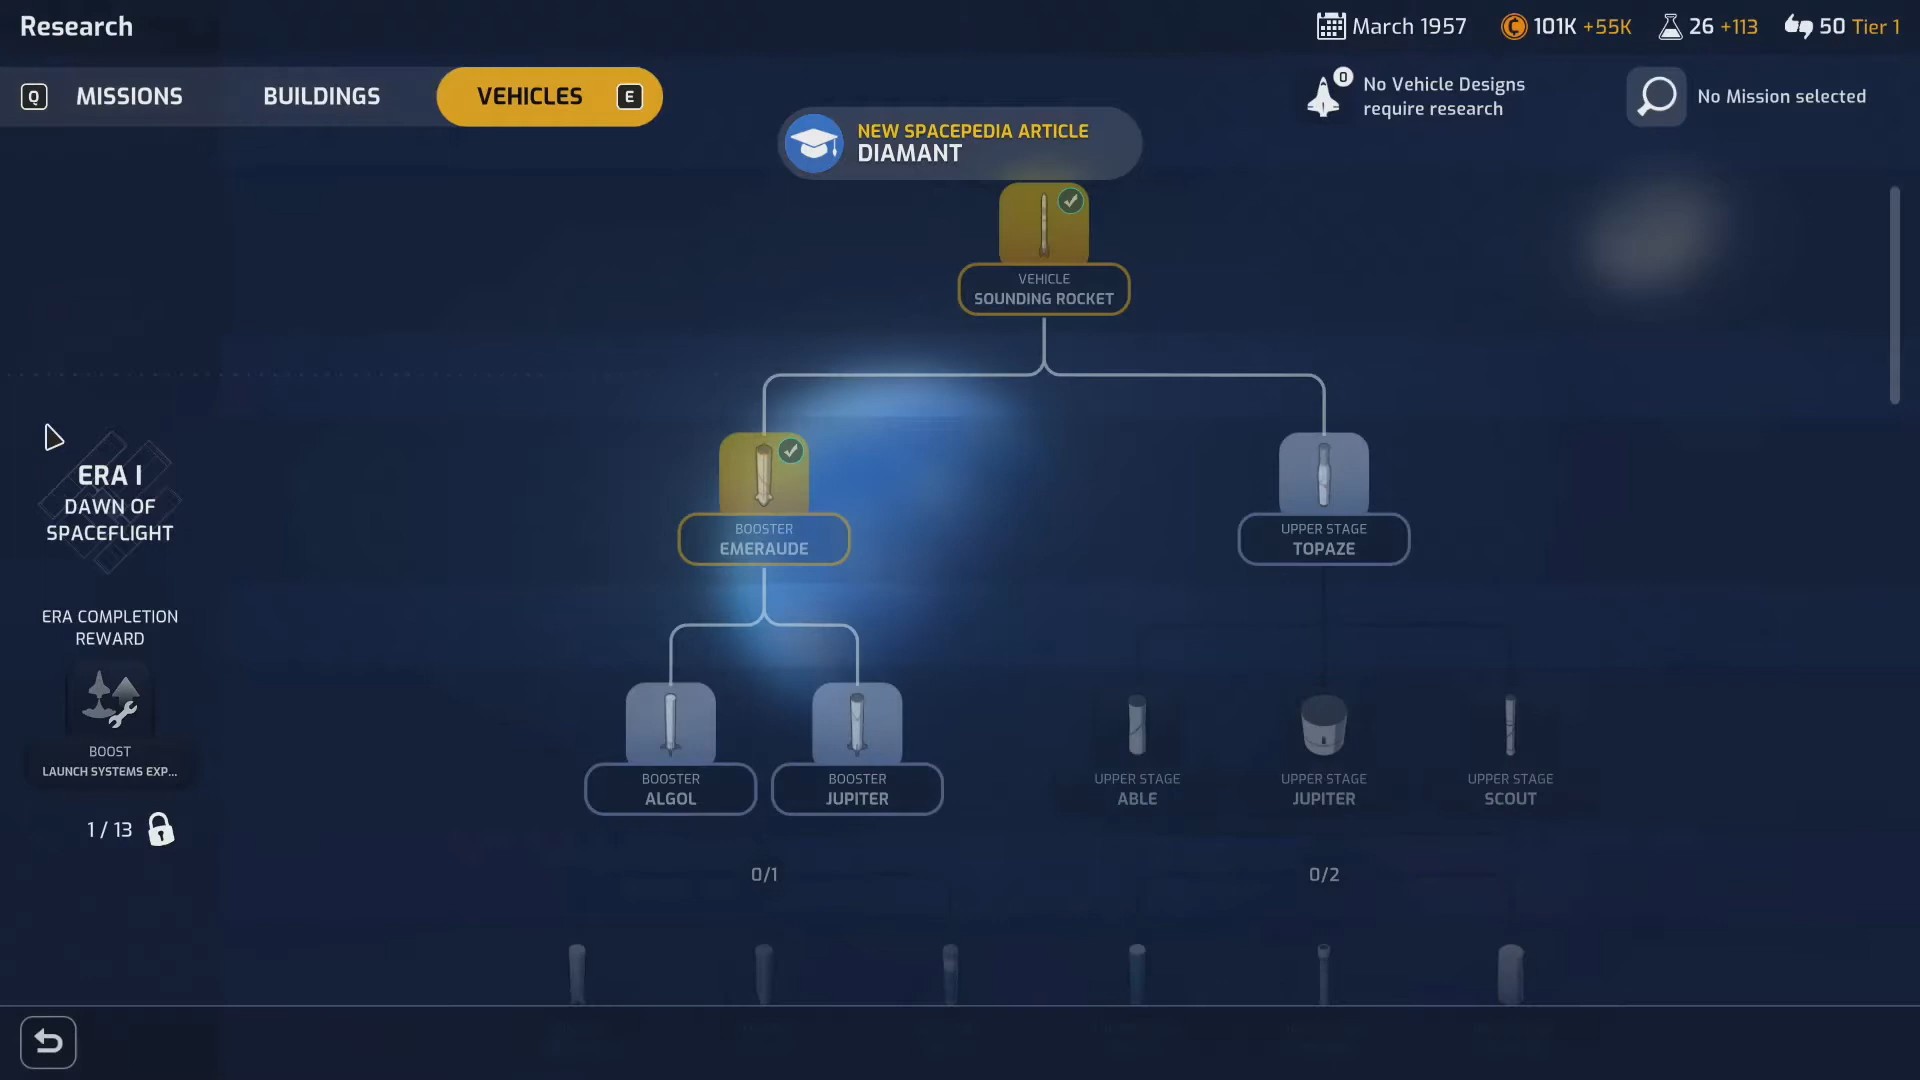 Research
March 1957
101K +55K
26 +113
50 Tier 1
Q
MISSIONS
BUILDINGS
VEHICLES
E
0
No Vehicle Designs
require research
No Mission selected
NEW SPACEPEDIA ARTICLE
DIAMANT
VEHICLE
SOUNDING ROCKET
ERA I
DAWN OF
SPACEFLIGHT
BOOSTER
EMERAUDE
UPPER STAGE
TOPAZE
ERA COMPLETION
REWARD
BOOST
LAUNCH SYSTEMS EXP...
1 / 13
BOOSTER
ALGOL
BOOSTER
JUPITER
UPPER STAGE
ABLE
UPPER STAGE
JUPITER
UPPER STAGE
SCOUT
0/1
0/2